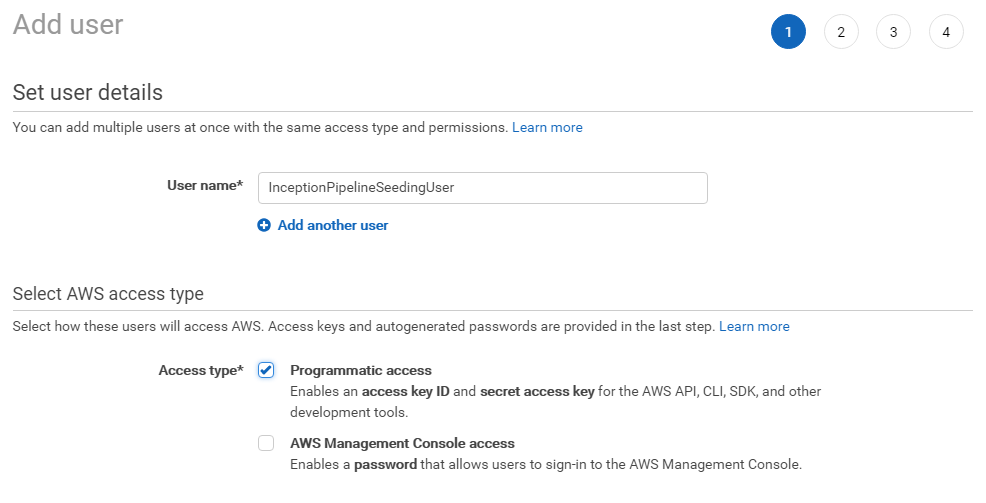 Add user
1 2 3 4
Set user details
You can add multiple users at once with the same access type and permissions. Learn more
User name* InceptionPipelineSeedingUser
Add another user
Select AWS access type
Select how these users will access AWS. Access keys and autogenerated passwords are provided in the last step. Learn more
Access type* Programmatic access
Enables an access key ID and secret access key for the AWS API, CLI, SDK, and other
development tools.
AWS Management Console access
Enables a password that allows users to sign-in to the AWS Management Console.